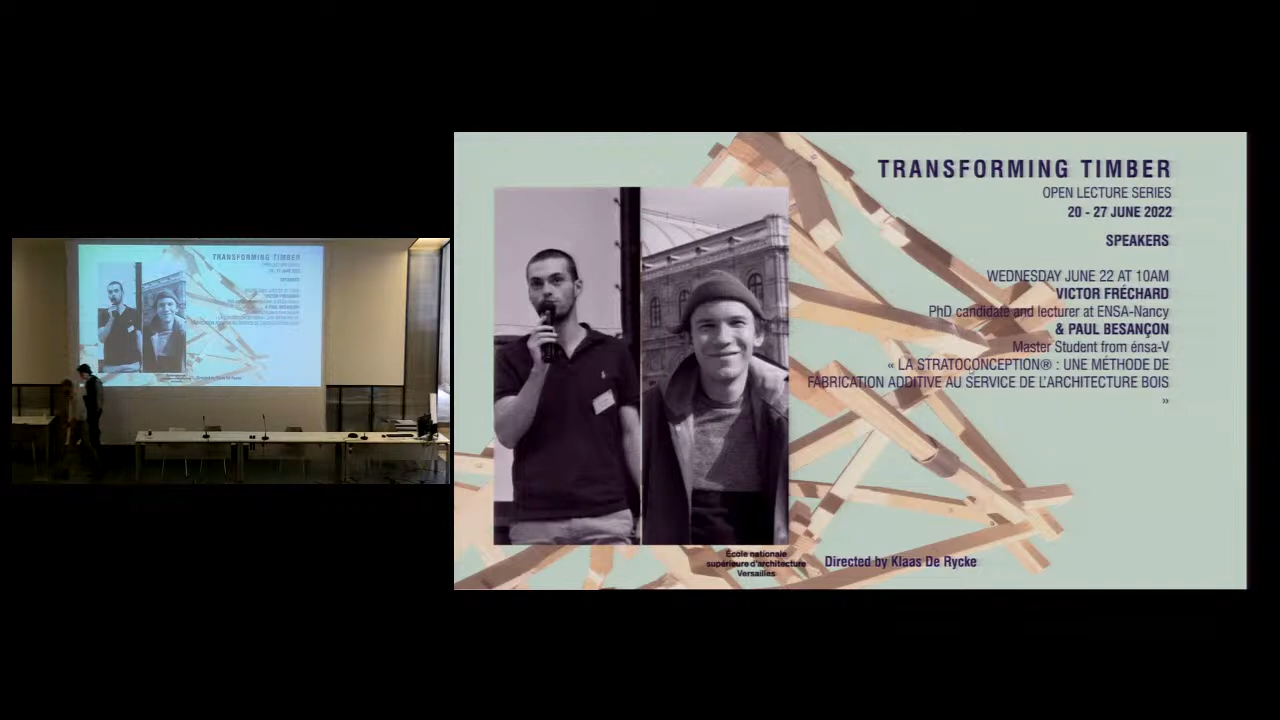 TRANSFORMING TIMBER
OPEN LECTURE SERIES
20 - 27 JUNE 2022
SPEAKERS
WEDNESDAY JUNE 22 AT 10AM
VICTOR FRÉCHARD
PhD candidate and lecturer at ENSA-Nancy
& PAUL BESANÇON
Master Student from énsa-V
« LA STRATOCONCEPTION® : UNE MÉTHODE DE
FABRICATION ADDITIVE AU SERVICE DE L'ARCHITECTURE BOIS
»
École nationale
supérieure d'architecture
Versailles
Directed by Klaas De Rycke
TRANSFORMING TIMBER